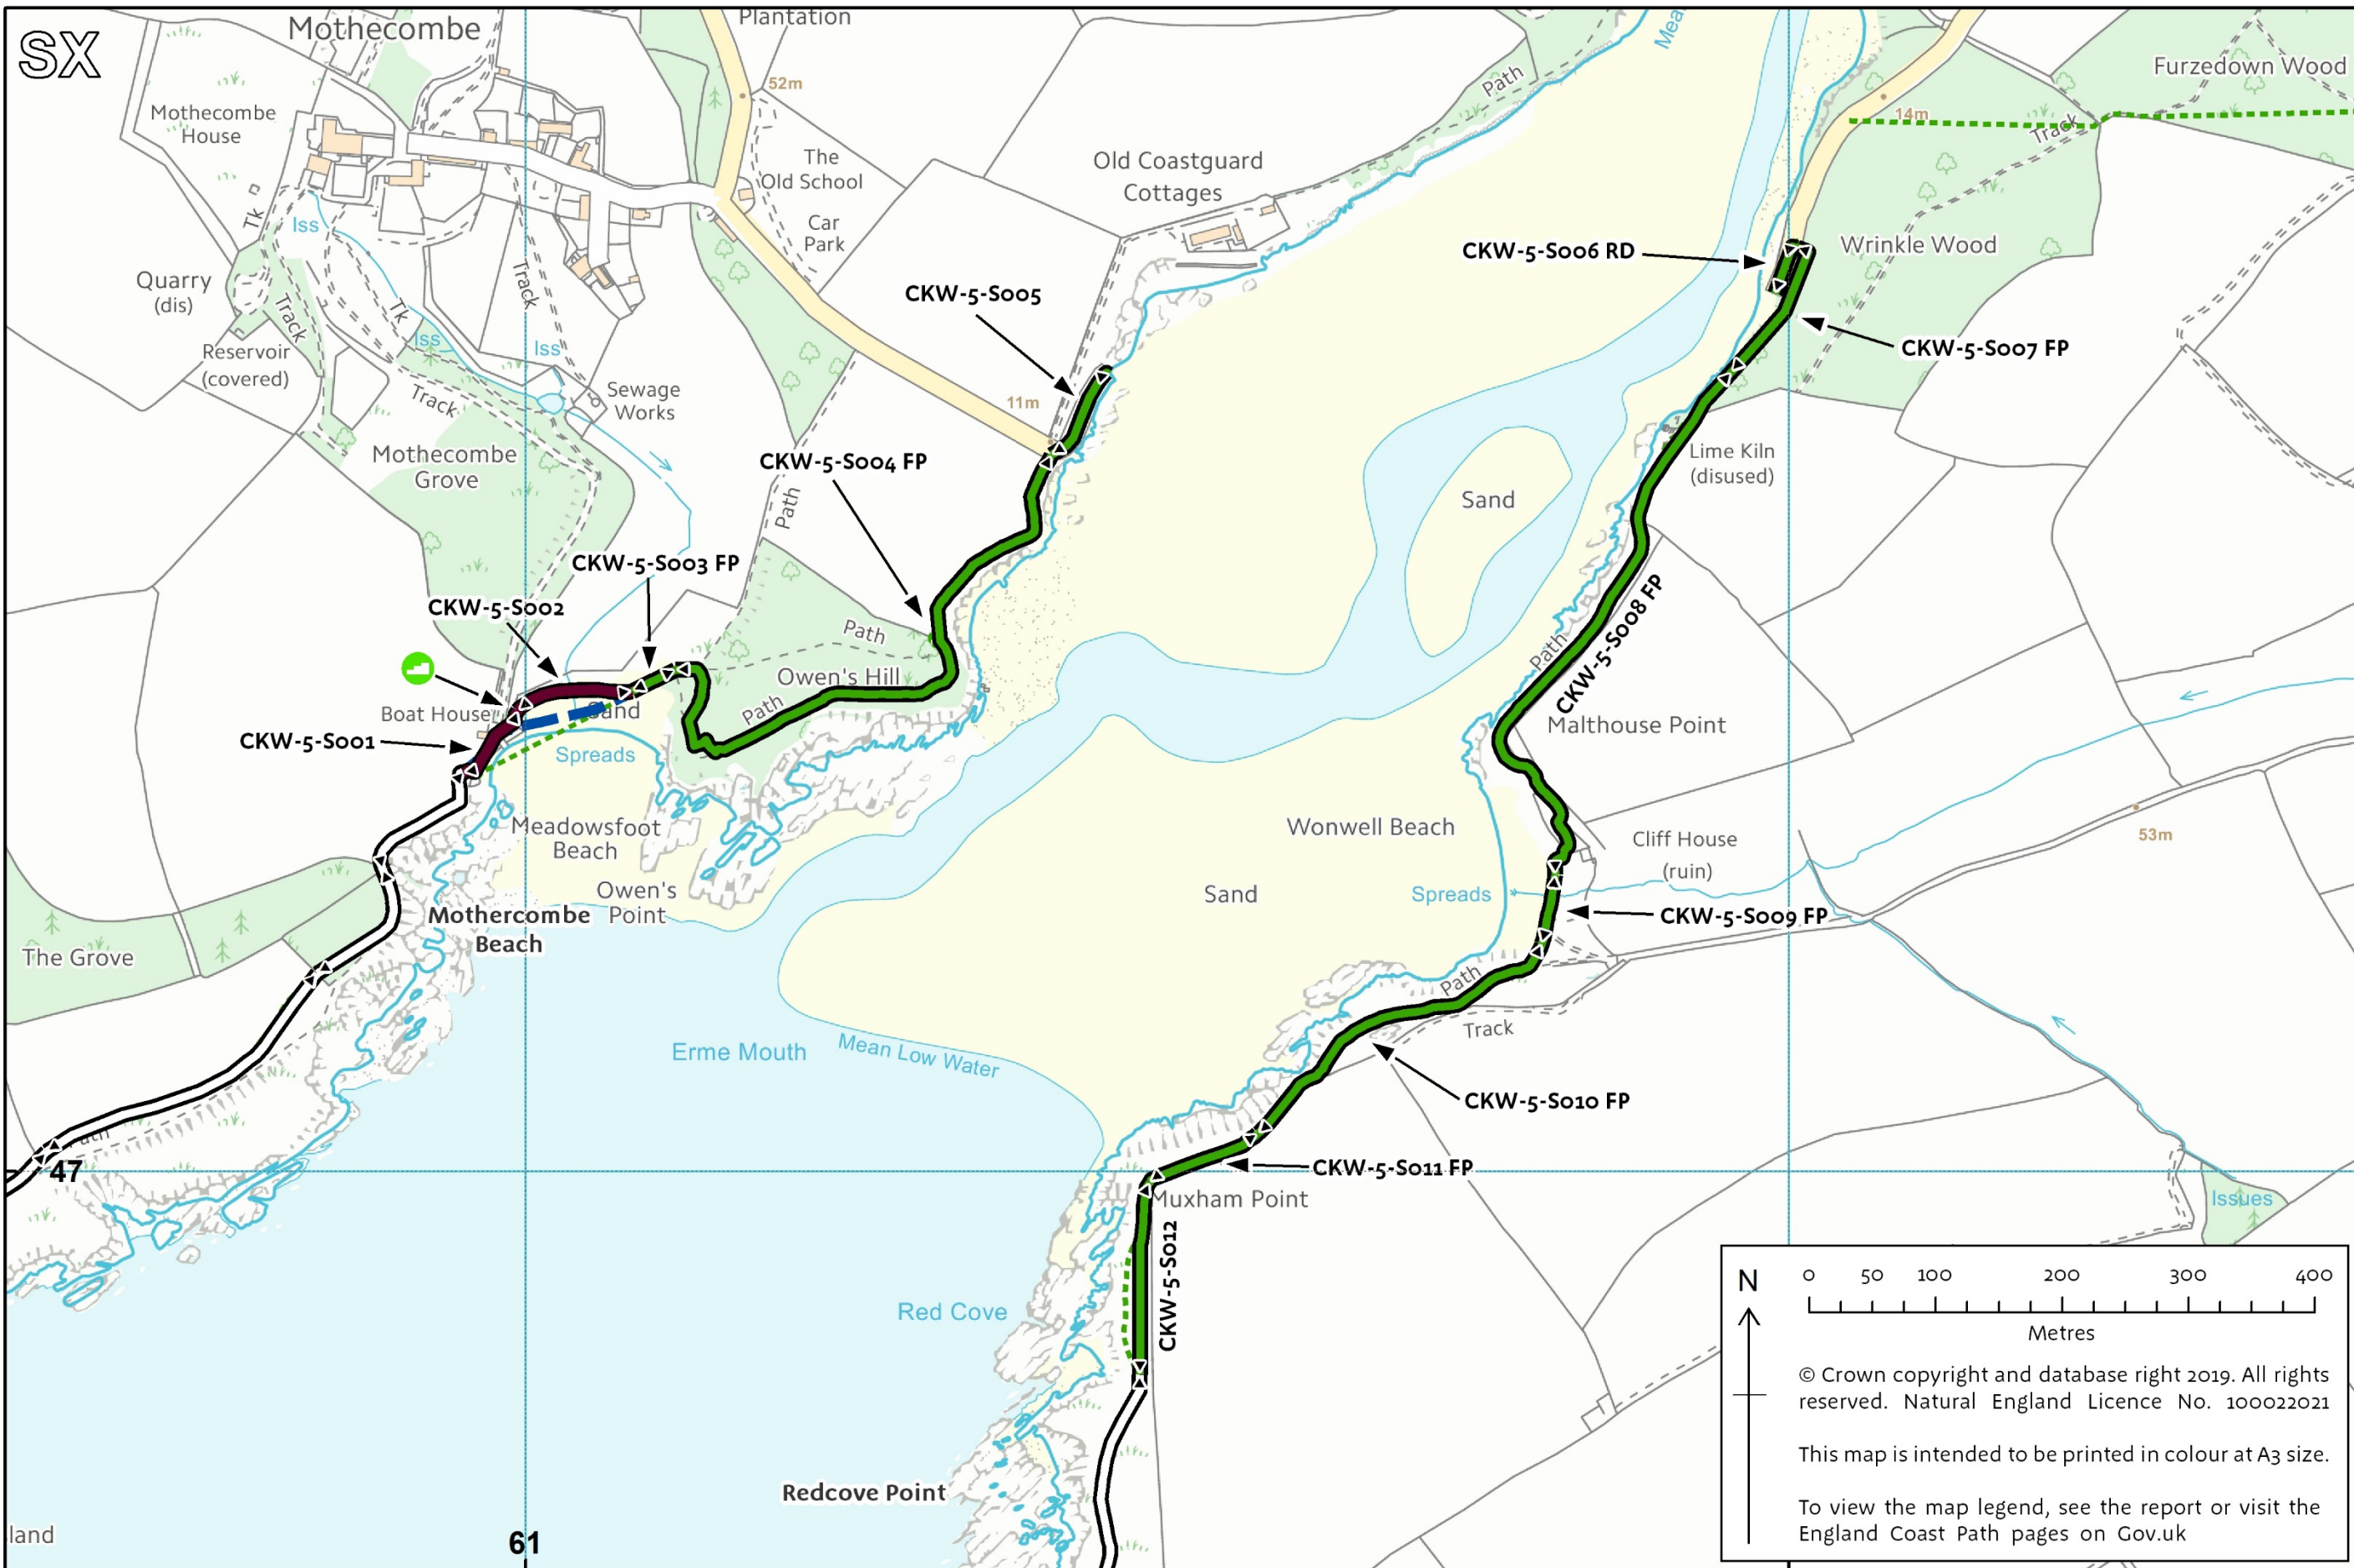 SX
Mothecombe
Plantation
Mea
Furzedown Wood
52m
Path
14m
Track
Mothecombe
House
The
Old School
Old Coastguard
Cottages
Tk
Iss
Car
Park
CKW-5-S006 RD
Wrinkle Wood
Quarry
(dis)
Track
Tk
Track
CKW-5-S005
Iss
Iss
Reservoir
(covered)
CKW-5-S007 FP
Track
Sewage
Works
11m
Mothecombe
Grove
CKW-5-S004 FP
Lime Kiln
(disused)
Path
Sand
CKW-5-S003 FP
CKW-5-S002
Path
Owen's Hill
Path
CKW-5-S008 FP
Boat House
Sand
Path
Malthouse Point
CKW-5-S001
Spreads
Meadowsfoot
Beach
Wonwell Beach
Cliff House
(ruin)
53m
Owen's
Point
Sand
Spreads
Mothercombe
Beach
CKW-5-S009 FP
The Grove
Path
Track
Erme Mouth
Mean Low Water
CKW-5-S010 FP
47
CKW-5-S011 FP
Muxham Point
Issues
CKW-5-S012
Red Cove
Redcove Point
land
61
N
0 50 100 200 300 400
Metres
© Crown copyright and database right 2019. All rights
reserved. Natural England Licence No. 100022021
This map is intended to be printed in colour at A3 size.
To view the map legend, see the report or visit the
England Coast Path pages on Gov.uk